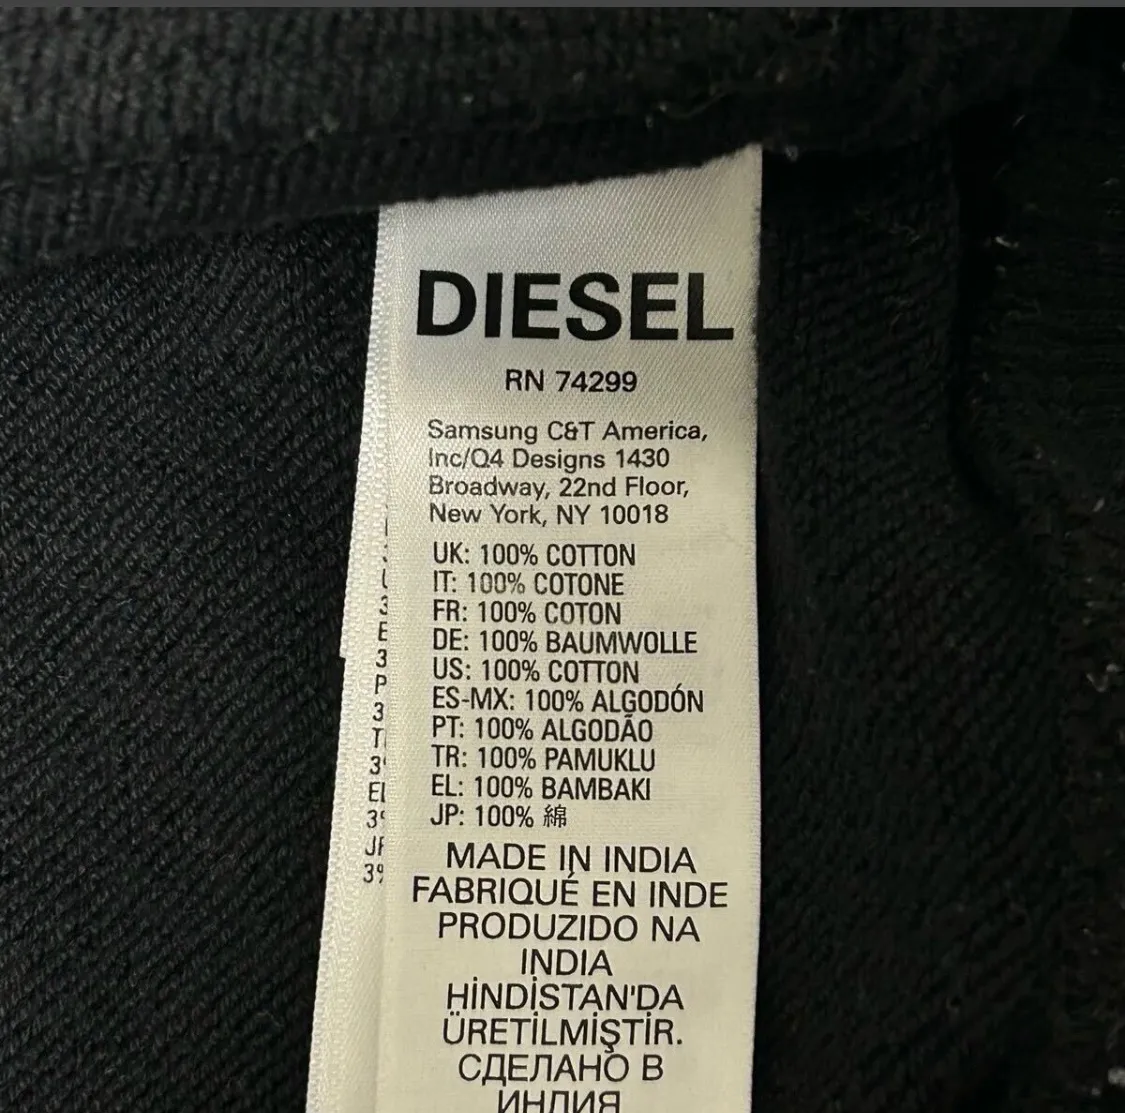 DIESEL
RN 74299
Samsung C&T America,
Inc/Q4 Designs 1430
Broadway, 22nd Floor,
New York, NY 10018
UK: 100% COTTON
IT: 100% COTONE
FR: 100% COTON
DE: 100% BAUMWOLLE
US: 100% COTTON
ES-MX: 100% ALGODÓN
PT: 100% ALGODÃO
TR: 100% PAMUKLU
EL: 100% BAMBAKI
JP: 100% 綿
MADE IN INDIA
FABRIQUÉ EN INDE
PRODUZIDO NA
INDIA
HİNDİSTAN'DA
ÜRETİLMİŞTİR.
СДЕЛАНО В
ИНДИЯ